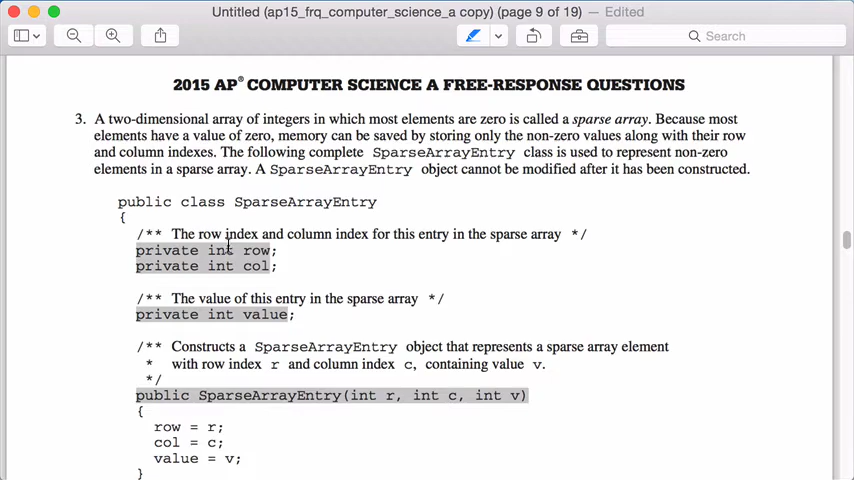 Untitled (ap15_frq_computer_science_a copy) (page 9 of 19) — Edited
Search
2015 AP® COMPUTER SCIENCE A FREE-RESPONSE QUESTIONS
3. A two-dimensional array of integers in which most elements are zero is called a sparse array. Because most
elements have a value of zero, memory can be saved by storing only the non-zero values along with their row
and column indexes. The following complete SparseArrayEntry class is used to represent non-zero
elements in a sparse array. A SparseArrayEntry object cannot be modified after it has been constructed.
public class SparseArrayEntry
{
/** The row index and column index for this entry in the sparse array */
private int row;
private int col;
/** The value of this entry in the sparse array */
private int value;
/** Constructs a SparseArrayEntry object that represents a sparse array element
* with row index r and column index c, containing value v.
*/
public SparseArrayEntry(int r, int c, int v)
{
row = r;
col = c;
value = v;
}